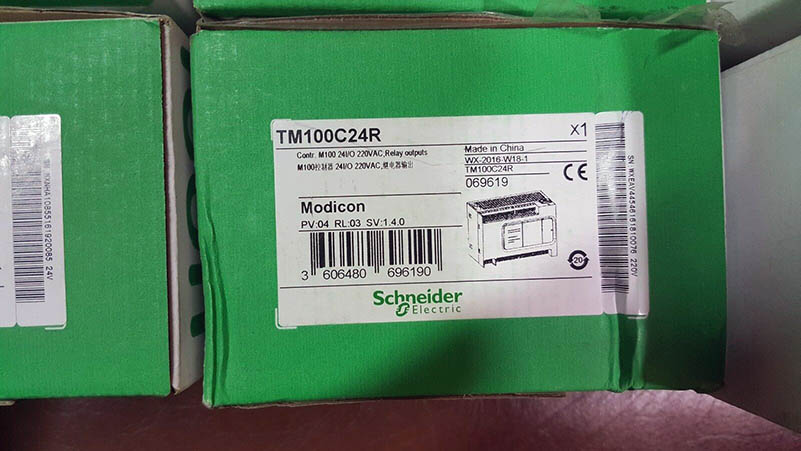 TM100C24R
X1
Contr. M100 24I/O 220VAC, Relay outputs
M100控制器 24I/O 220VAC, 继电器输出
Made in China
WX-2016-W18-1
TM100C24R
069619
CE
Modicon
PV:04 RL:03 SV:1.4.0
3 606480 696190
20
Schneider
Electric
220V
24V